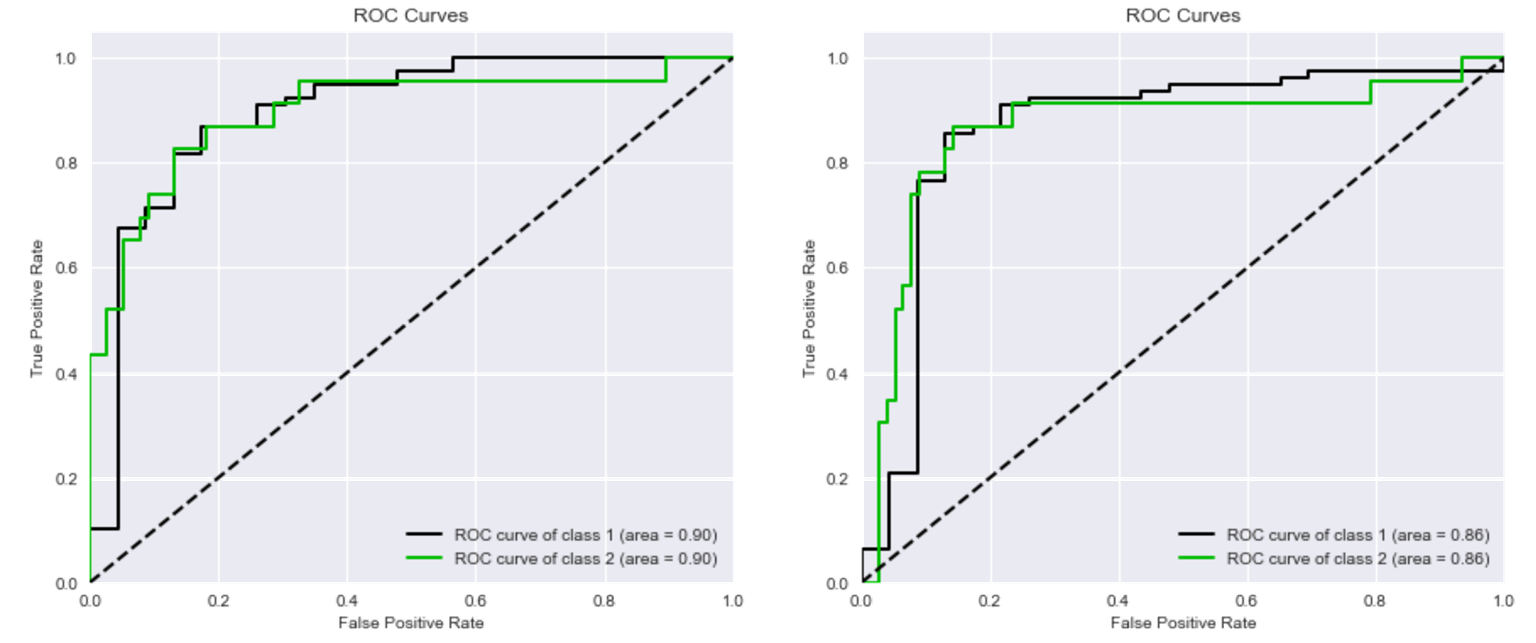 ROC Curves
1.0
0.8
0.6
0.4
0.2
0.0
True Positive Rate
ROC curve of class 1 (area = 0.90)
ROC curve of class 2 (area = 0.90)
0.0 0.2 0.4 0.6 0.8 1.0
False Positive Rate
ROC Curves
1.0
0.8
0.6
0.4
0.2
0.0
True Positive Rate
ROC curve of class 1 (area = 0.86)
ROC curve of class 2 (area = 0.86)
0.0 0.2 0.4 0.6 0.8 1.0
False Positive Rate